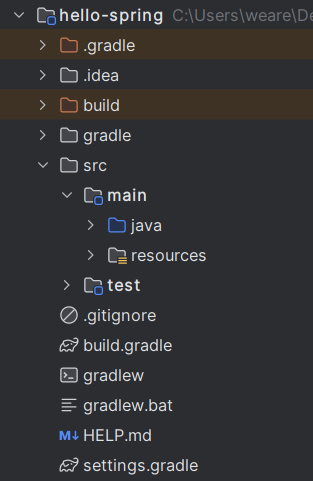 hello-spring C:\Users\weare\De
.gradle
.idea
build
gradle
src
main
java
resources
test
.gitignore
build.gradle
gradlew
gradlew.bat
M↓ HELP.md
settings.gradle